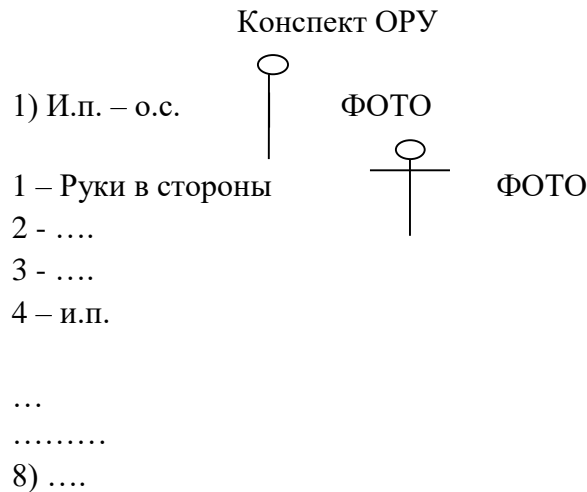 Конспект ОРУ
1) И.п. – о.с. ФОТО
1 – Руки в стороны ФОТО
2 - ….
3 - ….
4 – и.п.
…
………
8) ….